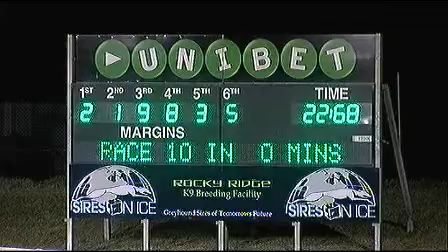 UNIBET
1ST 2ND 3RD 4TH 5TH 6TH TIME
2 1 9 8 3 5 22:68
MARGINS
RACE 10 IN 0 MINS
ROCKY RIDGE
K9 Breeding Facility
SIRES ON ICE
SIRES ON ICE
Greyhound Sires of Tomorrows Future